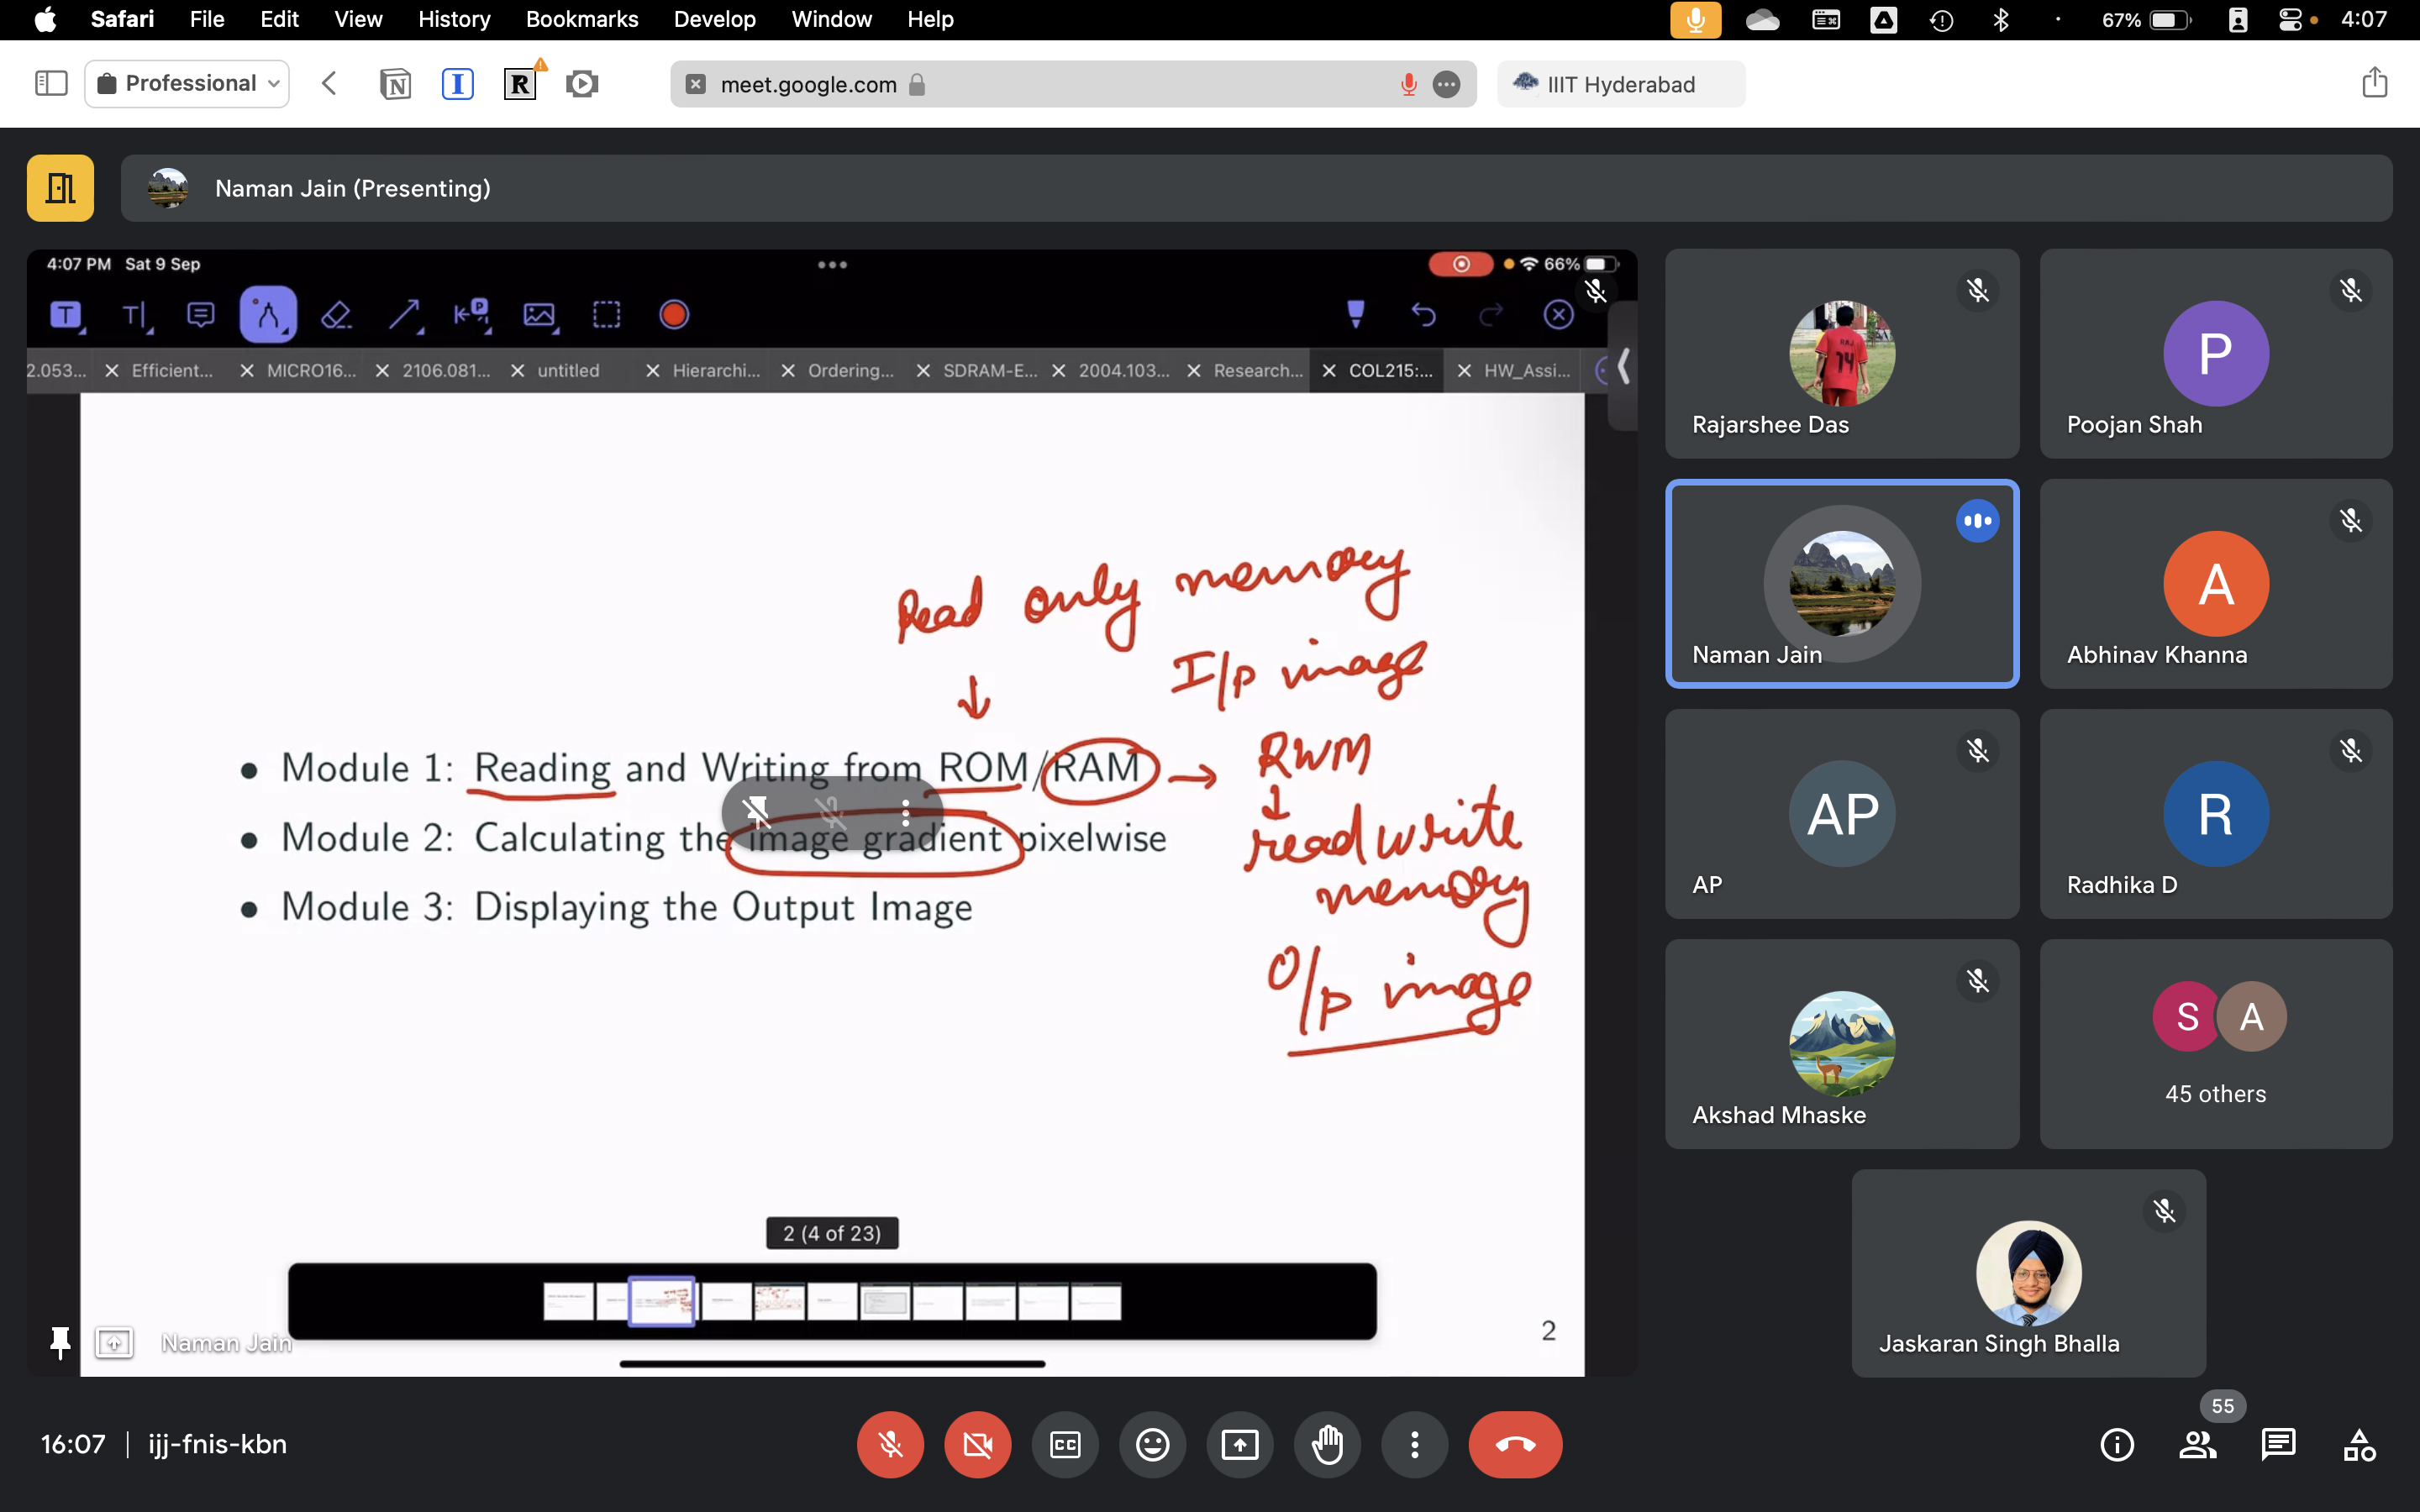 Safari File Edit View History Bookmarks Develop Window Help 67% 4:07
Professional meet.google.com IIIT Hyderabad
Naman Jain (Presenting)
4:07 PM Sat 9 Sep 66%
2.053... Efficient... MICRO16... 2106.081... untitled Hierarchi... Ordering... SDRAM-E... 2004.103... Research... COL215:... HW_Assi...
Read only memory
I/p image
• Module 1: Reading and Writing from ROM/RAM → RWM
• Module 2: Calculating the image gradient pixelwise
read write
memory
• Module 3: Displaying the Output Image
O/p image
2 (4 of 23)
2
Naman Jain
RAJ
14
Rajarshee Das
P
Poojan Shah
Naman Jain
A
Abhinav Khanna
AP
AP
R
Radhika D
Akshad Mhaske
S A
45 others
Jaskaran Singh Bhalla
16:07 | ijj-fnis-kbn
CC
55